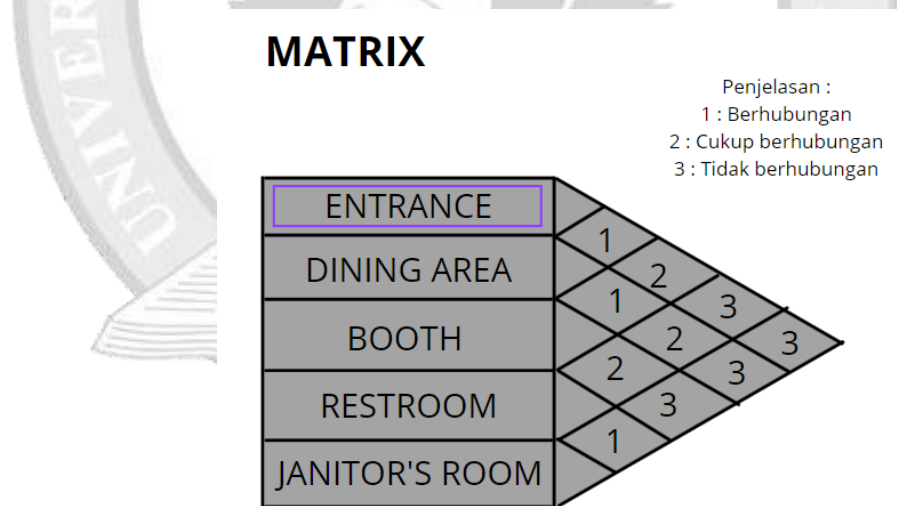 UNIVER
MATRIX
Penjelasan :
1 : Berhubungan
2 : Cukup berhubungan
3 : Tidak berhubungan
ENTRANCE
DINING AREA
BOOTH
RESTROOM
JANITOR'S ROOM
1
2
1
3
2
3
2
3
3
1